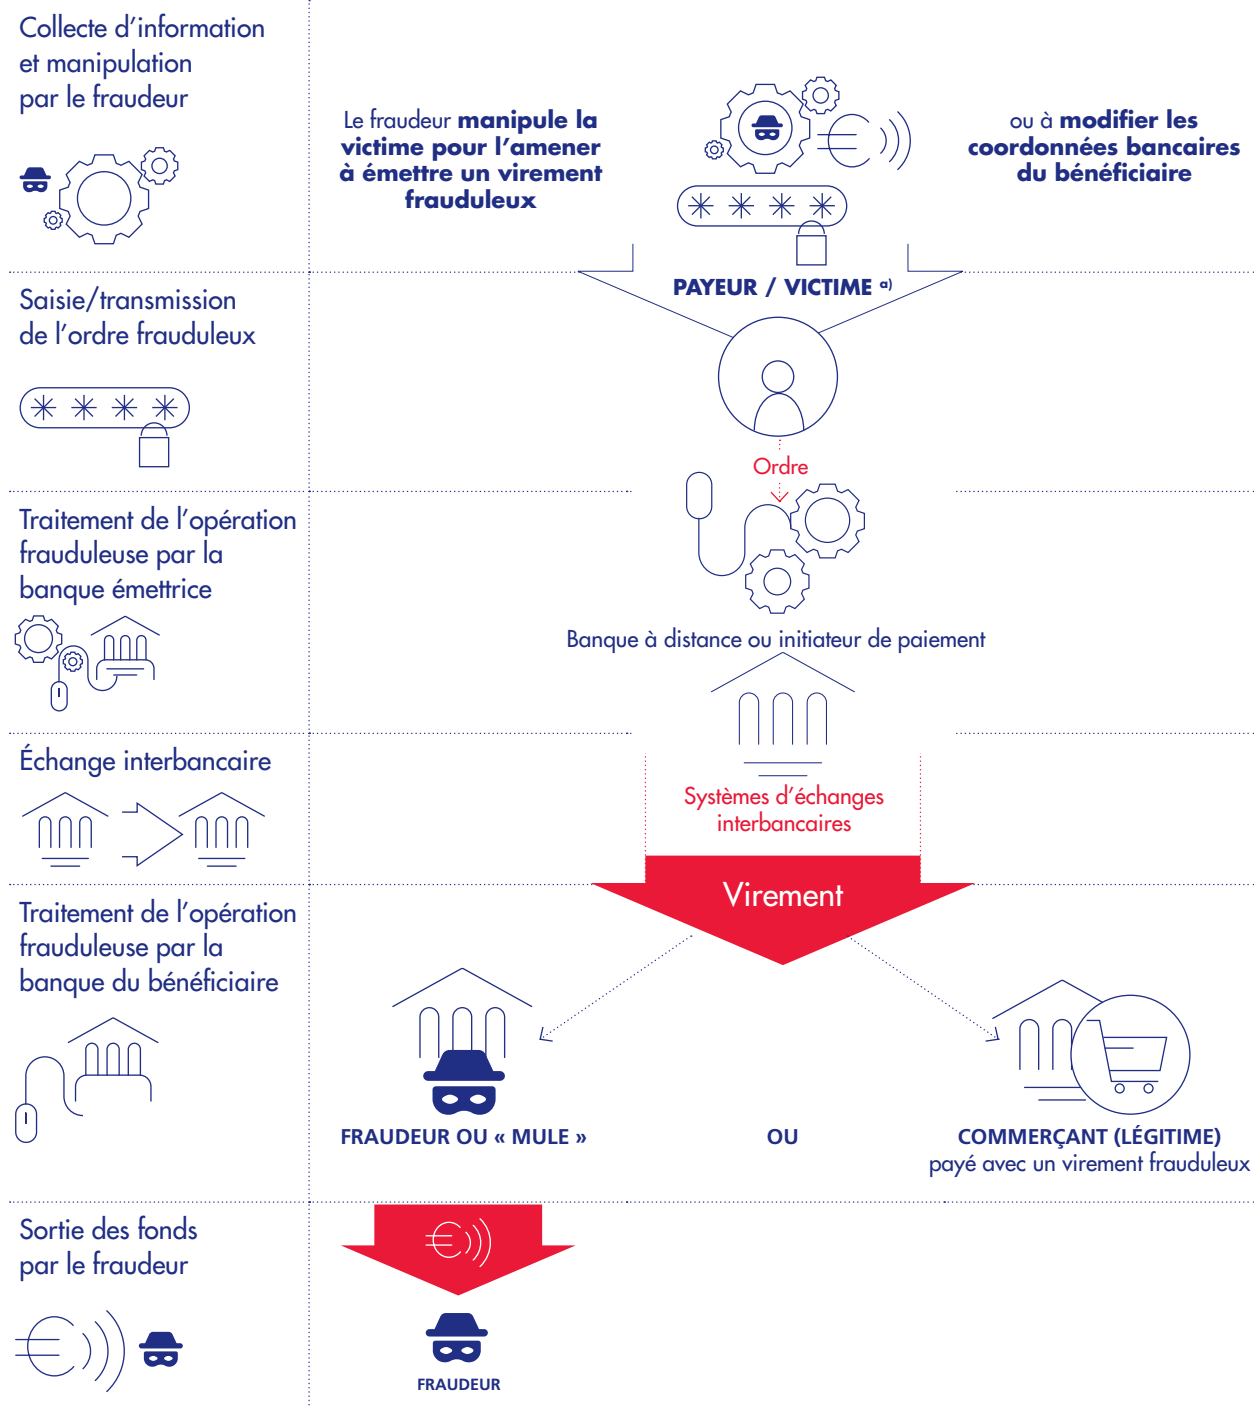 Collecte d’information
et manipulation
par le fraudeur
Le fraudeur manipule la
victime pour l’amener
à émettre un virement
frauduleux
ou à modifier les
coordonnées bancaires
du bénéficiaire
Saisie/transmission
de l’ordre frauduleux
PAYEUR / VICTIME a)
Ordre
Traitement de l’opération
frauduleuse par la
banque émettrice
Banque à distance ou initiateur de paiement
Échange interbancaire
Systèmes d’échanges
interbancaires
Virement
Traitement de l’opération
frauduleuse par la
banque du bénéficiaire
FRAUDEUR OU « MULE »
OU
COMMERÇANT (LÉGITIME)
payé avec un virement frauduleux
Sortie des fonds
par le fraudeur
FRAUDEUR